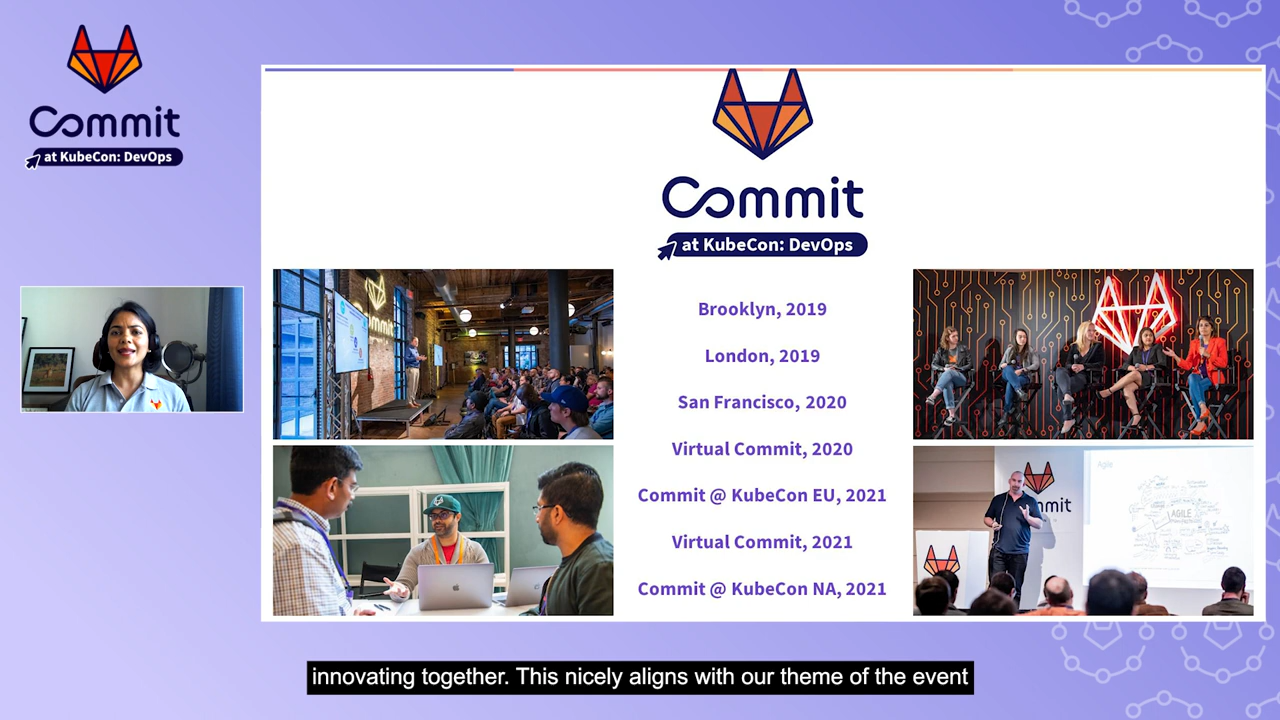 Commit
at KubeCon: DevOps
Commit
at KubeCon: DevOps
Brooklyn, 2019
London, 2019
San Francisco, 2020
Virtual Commit, 2020
Commit @ KubeCon EU, 2021
Virtual Commit, 2021
Commit @ KubeCon NA, 2021
Agile
AGILE
innovating together. This nicely aligns with our theme of the event